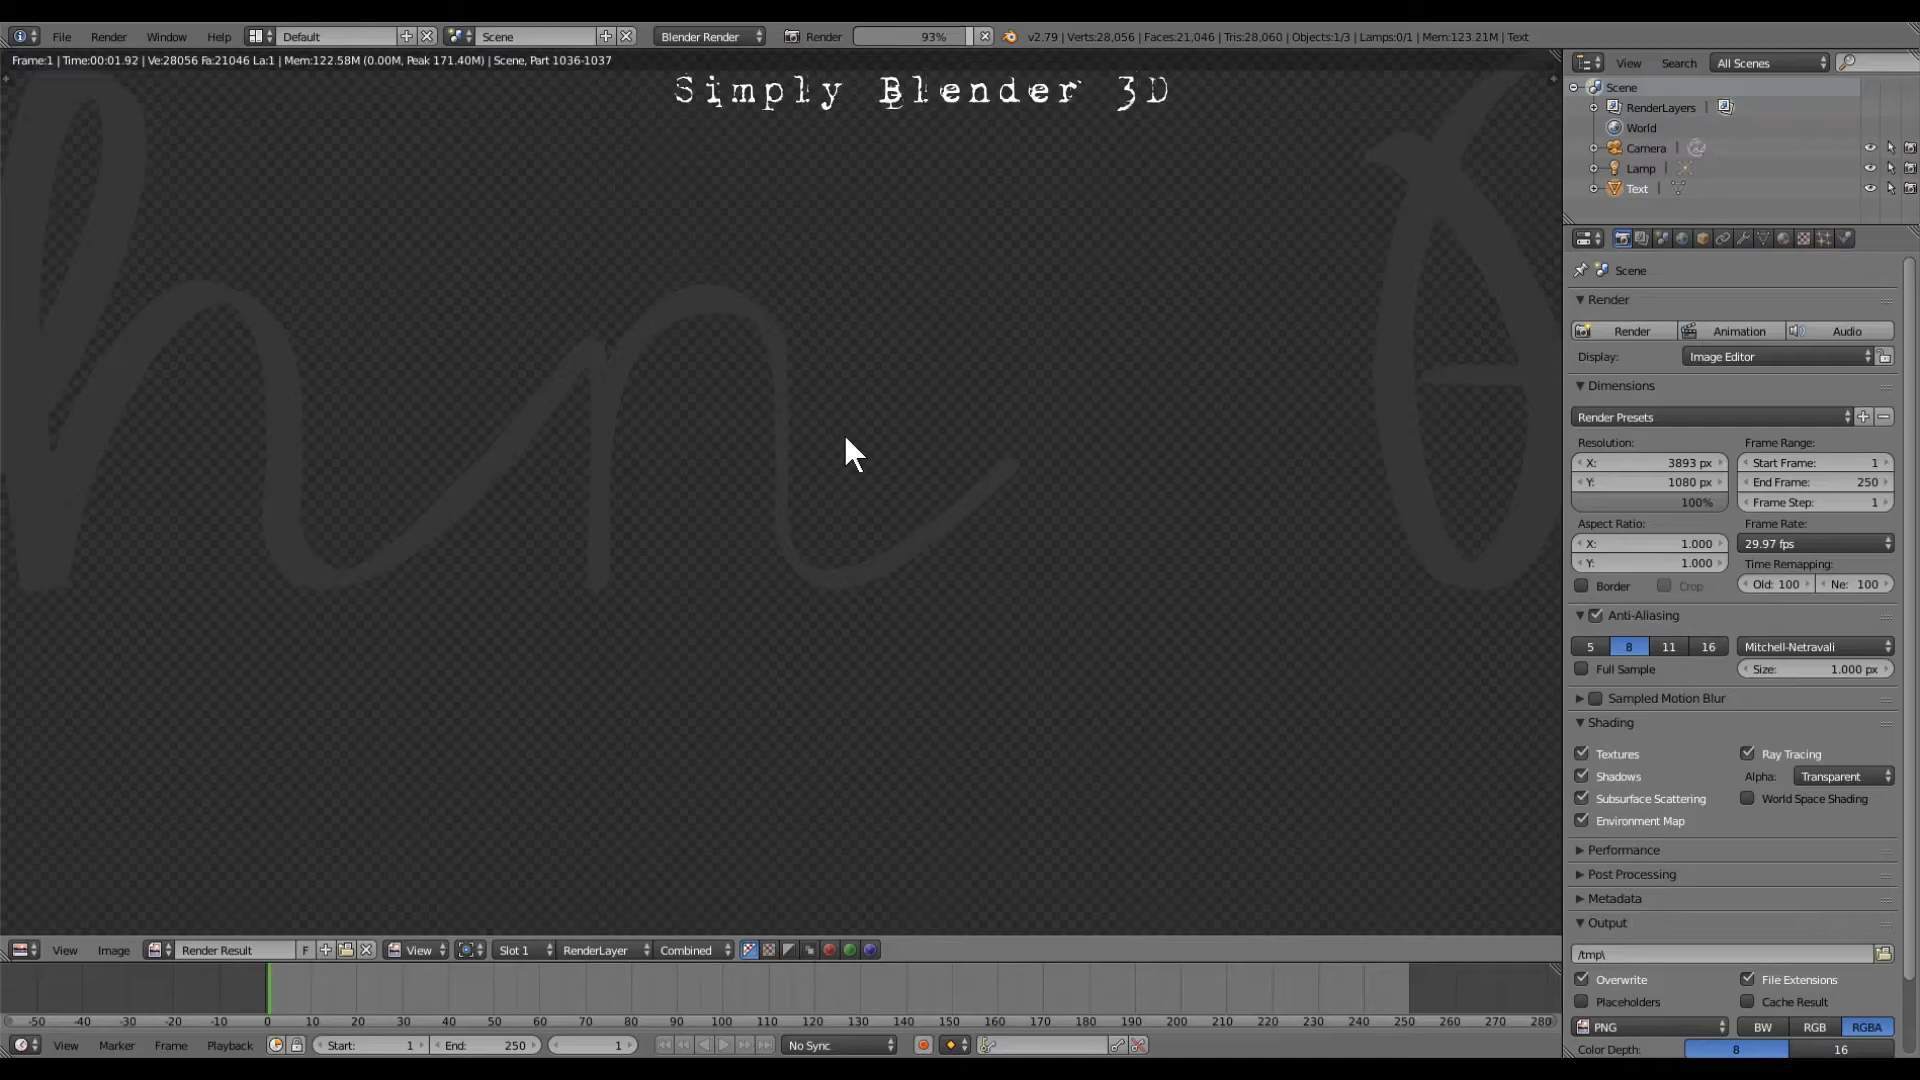 File Render Window Help Default Scene Blender Render Render 93% v2.79 | Verts:28,056 | Faces:21,046 | Tris:28,060 | Objects:1/3 | Lamps:0/1 | Mem:123.21M | Text
Frame:1 | Time:00:01.92 | Ve:28056 Fa:21046 La:1 | Mem:122.58M (0.00M, Peak 171.40M) | Scene, Part 1036-1037
View Search All Scenes
Simply Blender 3D
Scene
RenderLayers |
World
Camera |
Lamp |
Text |
hn
Scene
Render
Render Animation Audio
Display: Image Editor
Dimensions
Render Presets
Resolution: Frame Range:
X: 3893 px Start Frame: 1
Y: 1080 px End Frame: 250
100% Frame Step: 1
Aspect Ratio: Frame Rate:
X: 1.000 29.97 fps
Y: 1.000 Time Remapping:
Border Crop Old: 100 Ne: 100
Anti-Aliasing
5 8 11 16 Mitchell-Netravali
Full Sample Size: 1.000 px
Sampled Motion Blur
Shading
Textures Ray Tracing
Shadows Alpha: Transparent
Subsurface Scattering World Space Shading
Environment Map
Performance
Post Processing
Metadata
Output
/tmp\
Overwrite File Extensions
Placeholders Cache Result
PNG BW RGB RGBA
Color Depth: 8 16
View Image Render Result F View Slot 1 RenderLayer Combined
-50 -40 -30 -20 -10 0 10 20 30 40 50 60 70 80 90 100 110 120 130 140 150 160 170 180 190 200 210 220 230 240 250 260 270 280
View Marker Frame Playback Start: 1 End: 250 1 No Sync